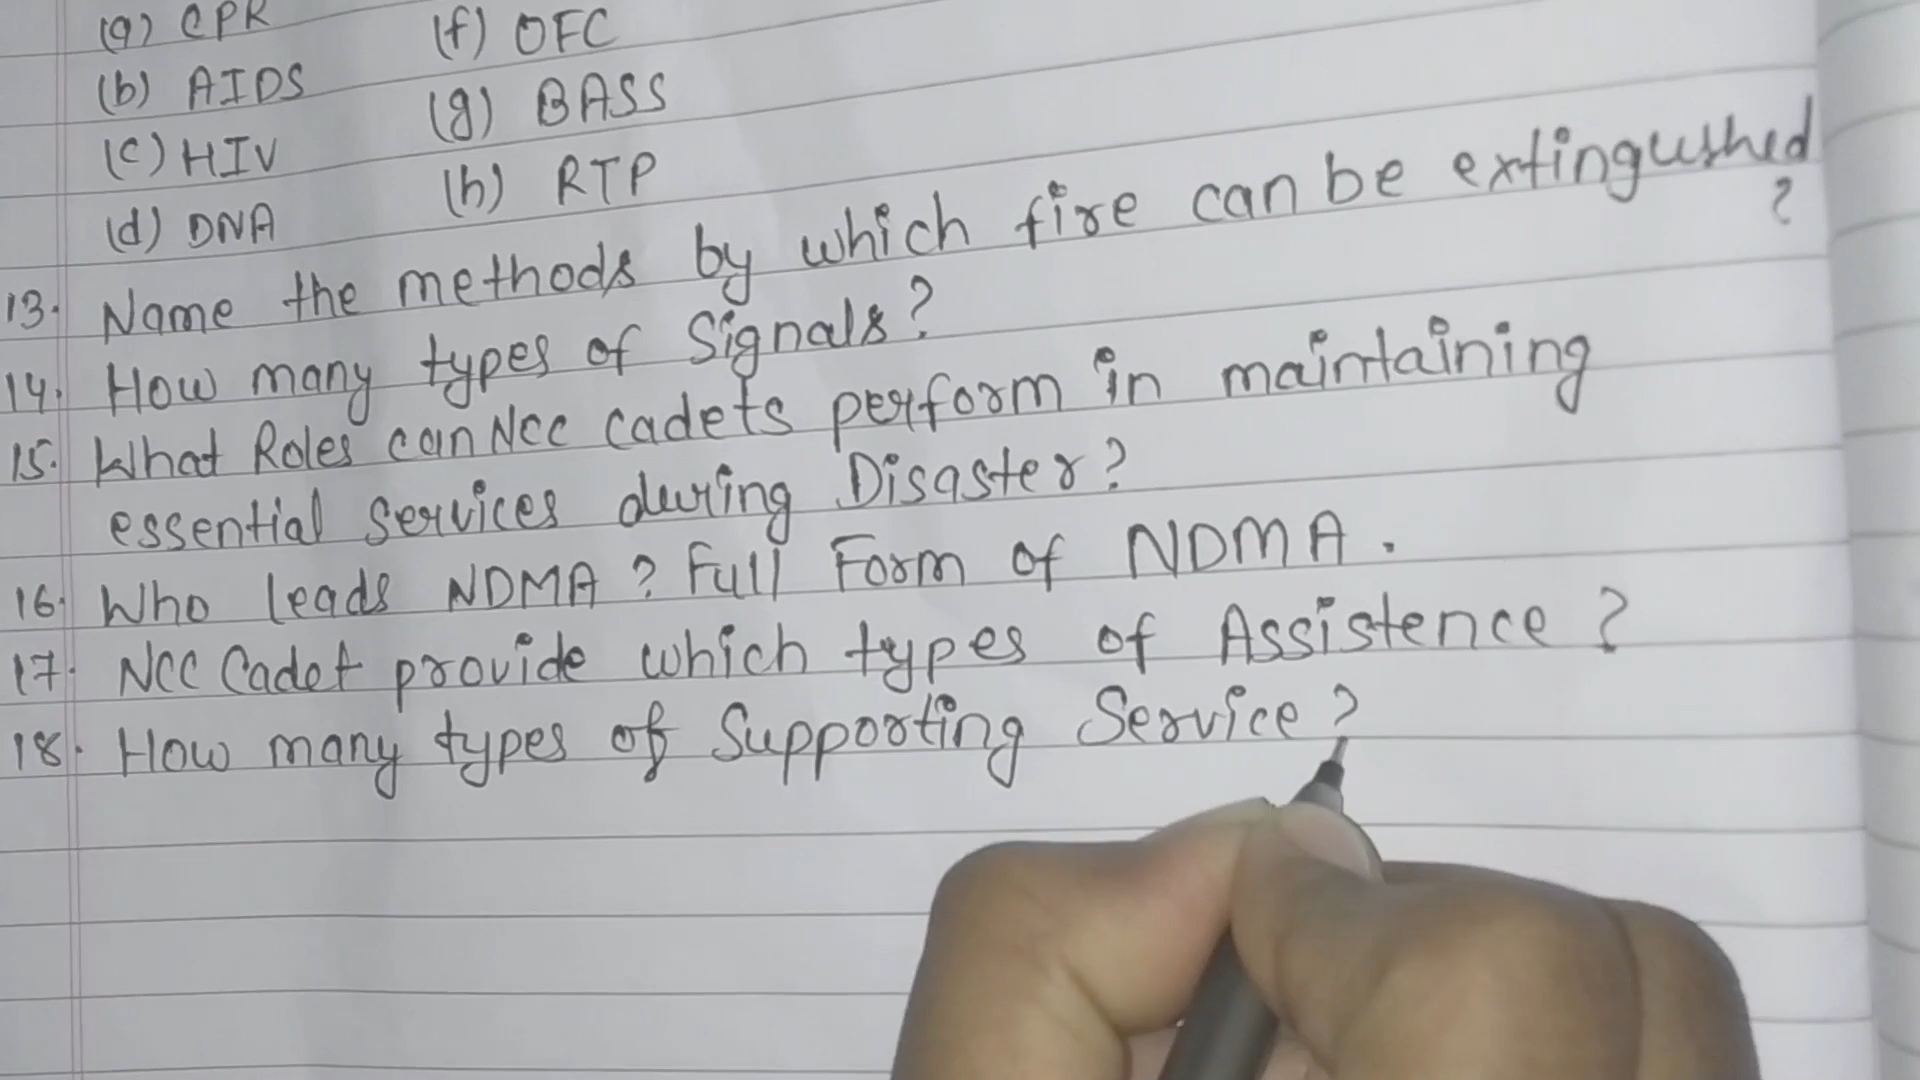 (a) CPR (f) OFC
(b) AIDS (g) BASS
(c) HIV (h) RTP
(d) DNA
13. Name the methods by which fire can be extingushed
?
14. How many types of Signals?
15. What Roles can NCC Cadets perform in maintaining
essential services during Disaster?
16. Who leads NDMA? Full Form of NDMA.
17. NCC Cadet provide which types of Assistence?
18. How many types of Supporting Service?